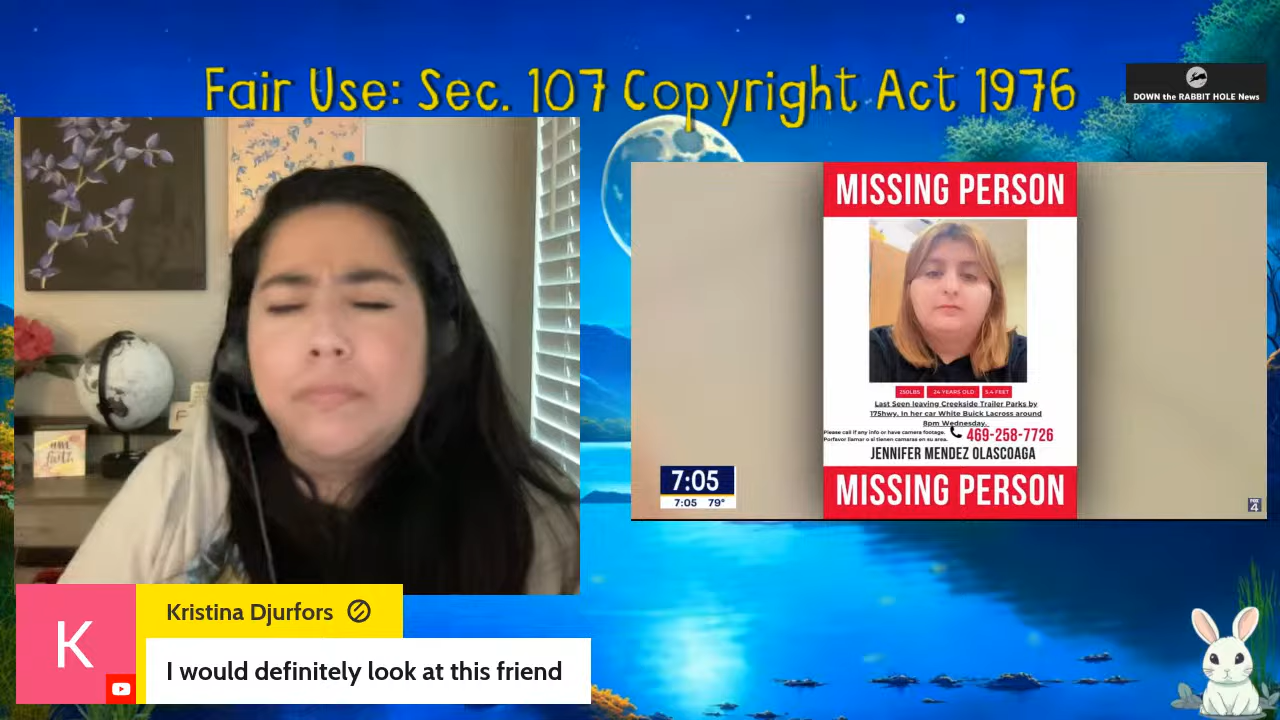 Fair Use: Sec. 107 Copyright Act 1976
DOWN the RABBIT HOLE News
HAVE
faith
MISSING PERSON
250LBS 24 YEARS OLD 5.4 FEET
Last Seen leaving Creekside Trailer Parks by
175hwy. In her car White Buick Lacross around
8pm Wednesday.
Please call if any info or have camera footage.
Porfavor llamar o si tienen camaras en su area.
469-258-7726
JENNIFER MENDEZ OLASCOAGA
MISSING PERSON
7:05
7:05 79°
FOX
4
K
Kristina Djurfors
I would definitely look at this friend